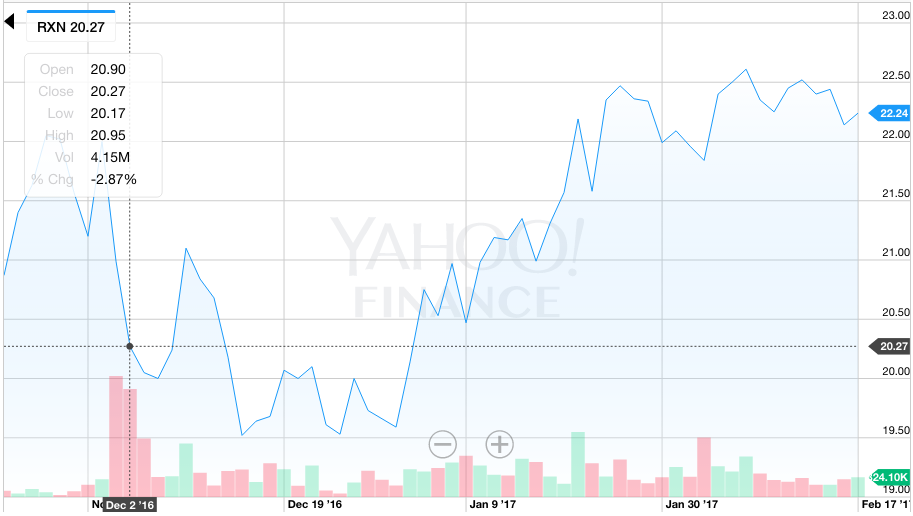 RXN 20.27
Open 20.90
Close 20.27
Low 20.17
High 20.95
Vol 4.15M
% Chg -2.87%
YAHOO!
FINANCE
23.00
22.50
22.24
22.00
21.50
21.00
20.50
20.27
20.00
19.50
24.10K
19.00
Dec 2 '16
Dec 19 '16
Jan 9 '17
Jan 30 '17
Feb 17 '17